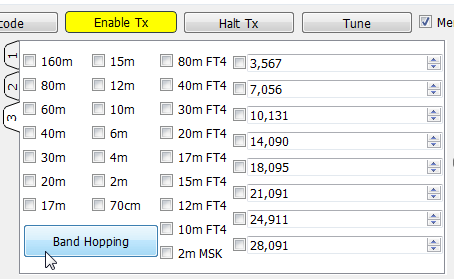 code Enable Tx Halt Tx Tune Me
1
2
3
160m 15m 80m FT4 3,567
80m 12m 40m FT4 7,056
60m 10m 30m FT4 10,131
40m 6m 20m FT4 14,090
30m 4m 17m FT4 18,095
20m 2m 15m FT4 21,091
17m 70cm 12m FT4 24,911
10m FT4 28,091
Band Hopping
2m MSK